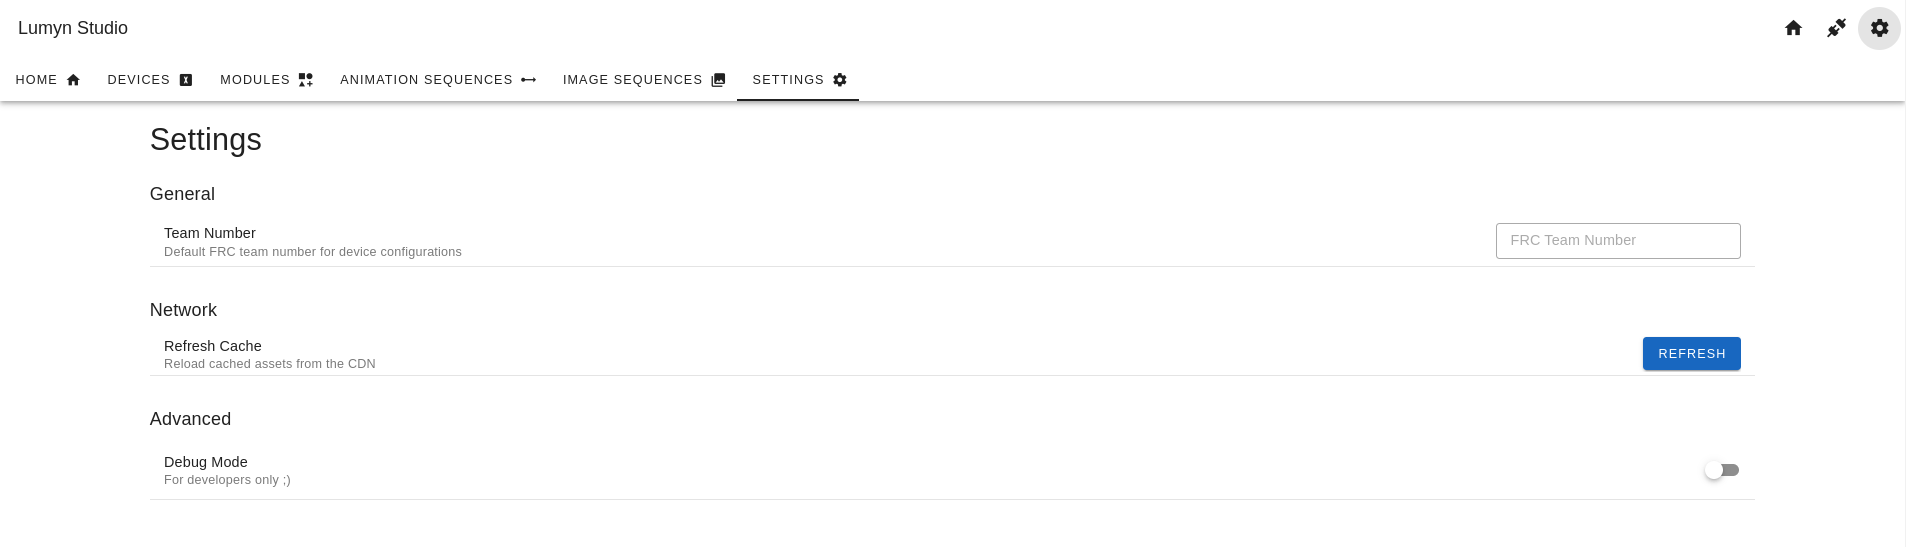 Lumyn Studio
HOME DEVICES MODULES ANIMATION SEQUENCES IMAGE SEQUENCES SETTINGS
Settings
General
Team Number
Default FRC team number for device configurations
FRC Team Number
Network
Refresh Cache
Reload cached assets from the CDN
REFRESH
Advanced
Debug Mode
For developers only ;)